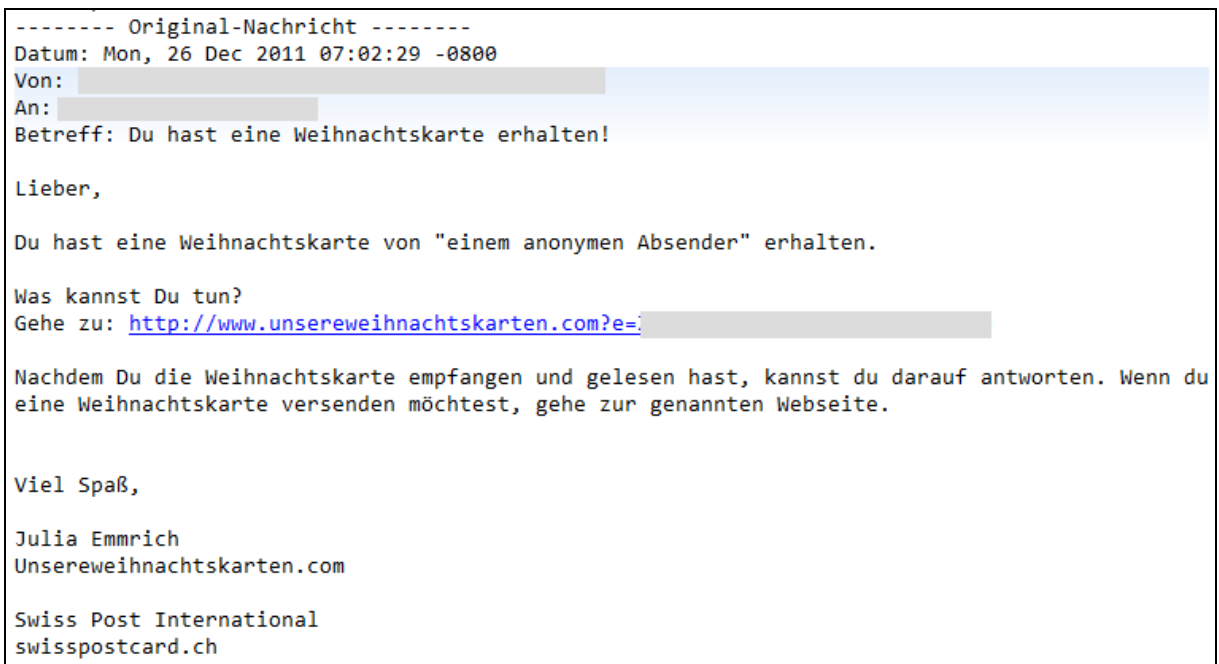 -------- Original-Nachricht --------
Datum: Mon, 26 Dec 2011 07:02:29 -0800
Von:
An:
Betreff: Du hast eine Weihnachtskarte erhalten!
Lieber,
Du hast eine Weihnachtskarte von "einem anonymen Absender" erhalten.
Was kannst Du tun?
Gehe zu: http://www.unsereweihnachtskarten.com?e=
Nachdem Du die Weihnachtskarte empfangen und gelesen hast, kannst du darauf antworten. Wenn du
eine Weihnachtskarte versenden möchtest, gehe zur genannten Webseite.
Viel Spaß,
Julia Emmrich
Unsereweihnachtskarten.com
Swiss Post International
swisspostcard.ch